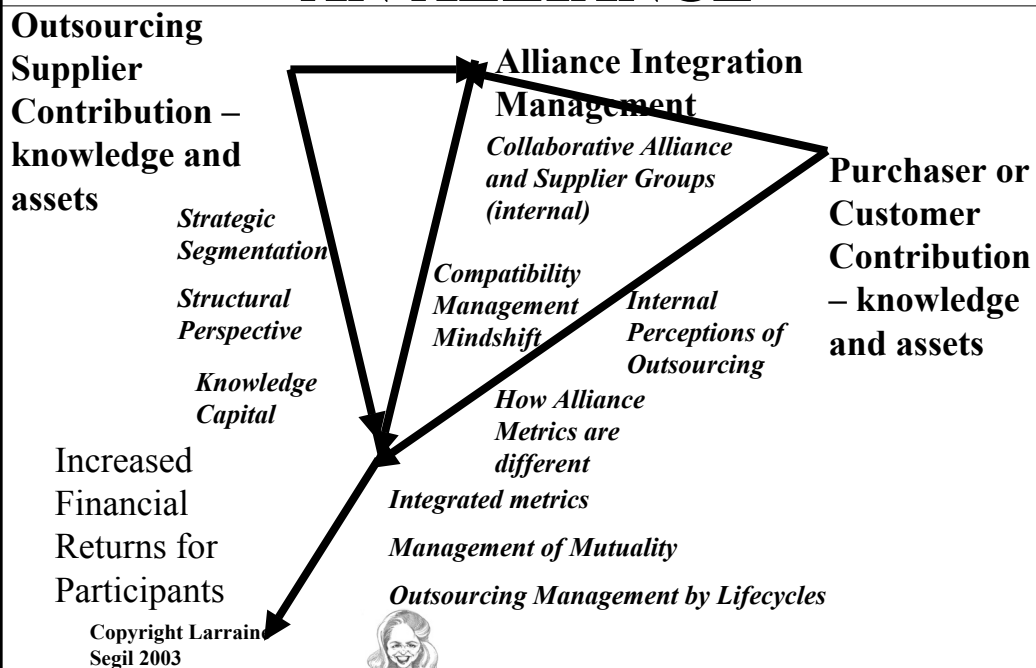 AN ALLIANCE
Outsourcing
Supplier
Contribution –
knowledge and
assets
Alliance Integration
Management
Collaborative Alliance
and Supplier Groups
(internal)
Purchaser or
Customer
Contribution
– knowledge
and assets
Strategic
Segmentation
Structural
Perspective
Knowledge
Capital
Compatibility
Management
Mindshift
Internal
Perceptions of
Outsourcing
How Alliance
Metrics are
different
Increased
Financial
Returns for
Participants
Integrated metrics
Management of Mutuality
Outsourcing Management by Lifecycles
Copyright Larraine
Segil 2003